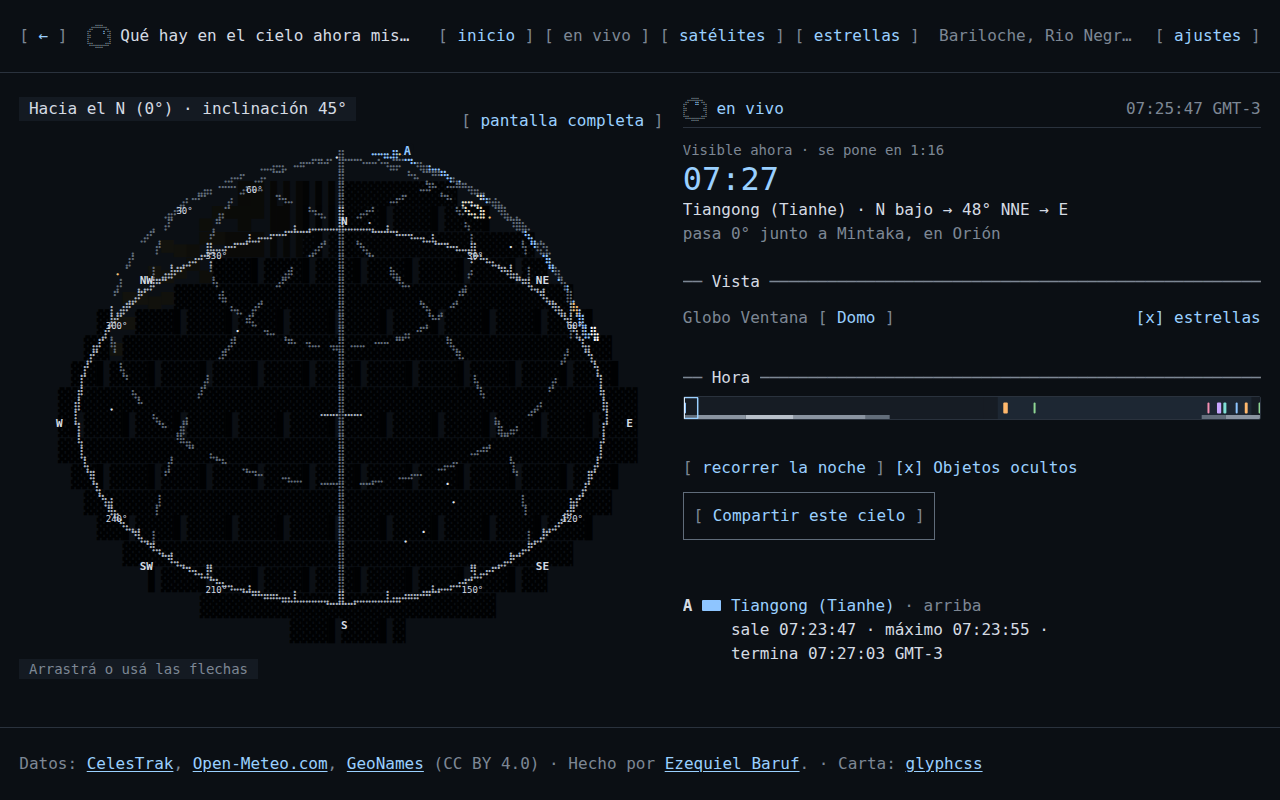 [ ← ] Qué hay en el cielo ahora mis… [ inicio ] [ en vivo ] [ satélites ] [ estrellas ] Bariloche, Rio Negr… [ ajustes ]
Hacia el N (0°) · inclinación 45°
[ pantalla completa ]
A
60°
30°
N
330°
30°
NW
NE
300°
60°
W
E
240°
120°
SW
SE
210°
150°
S
Arrastrá o usá las flechas
en vivo 07:25:47 GMT-3
Visible ahora · se pone en 1:16
07:27
Tiangong (Tianhe) · N bajo → 48° NNE → E
pasa 0° junto a Mintaka, en Orión
Vista
Globo Ventana [ Domo ] [x] estrellas
Hora
[ recorrer la noche ] [x] Objetos ocultos
[ Compartir este cielo ]
A Tiangong (Tianhe) · arriba
sale 07:23:47 · máximo 07:23:55 ·
termina 07:27:03 GMT-3
Datos: CelesTrak, Open-Meteo.com, GeoNames (CC BY 4.0) · Hecho por Ezequiel Baruf. · Carta: glyphcss